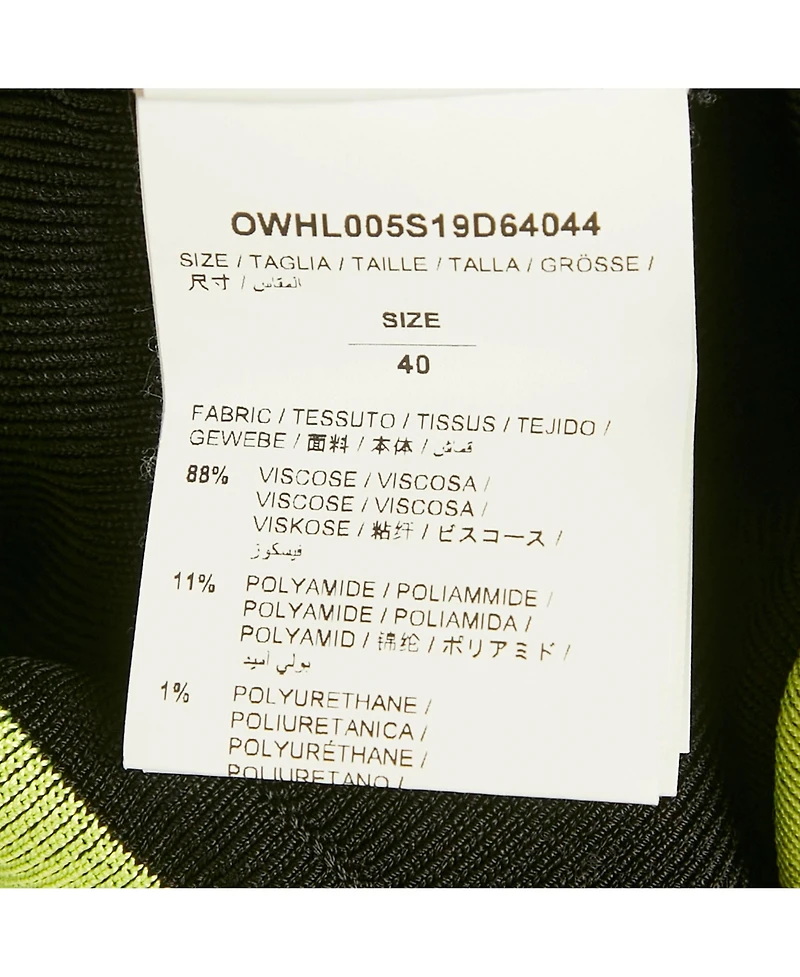 OWHL005S19D64044
SIZE / TAGLIA / TAILLE / TALLA / GRÖSSE /
尺寸 / المقاس
SIZE
40
FABRIC / TESSUTO / TISSUS / TEJIDO /
GEWEBE / 面料 / 本体 / قماش
88% VISCOSE / VISCOSA /
VISCOSE / VISCOSA /
VISKOSE / 粘纤 / ビスコース /
فيسكوز
11% POLYAMIDE / POLIAMMIDE /
POLYAMIDE / POLIAMIDA /
POLYAMID / 锦纶 / ポリアミド /
بولي أميد
1% POLYURETHANE /
POLIURETANICA /
POLYURÉTHANE /
POLIURETANO /